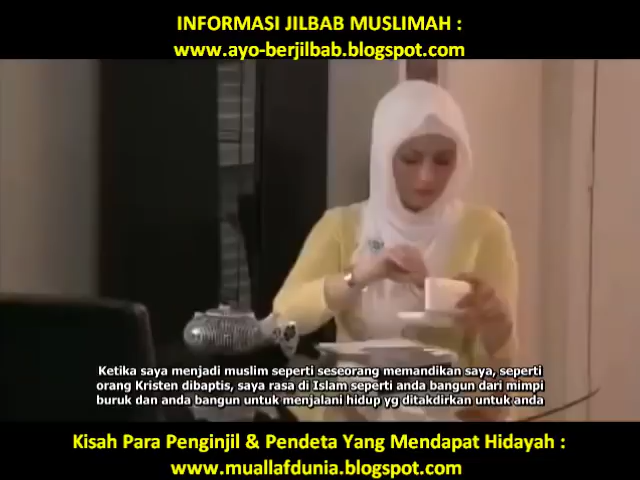 INFORMASI JILBAB MUSLIMAH :
www.ayo-berjilbab.blogspot.com
Ketika saya menjadi muslim seperti seseorang memandikan saya, seperti
orang Kristen dibaptis, saya rasa di Islam seperti anda bangun dari mimpi
buruk dan anda bangun untuk menjalani hidup yg ditakdirkan untuk anda
Kisah Para Penginjil & Pendeta Yang Mendapat Hidayah :
www.muallafdunia.blogspot.com